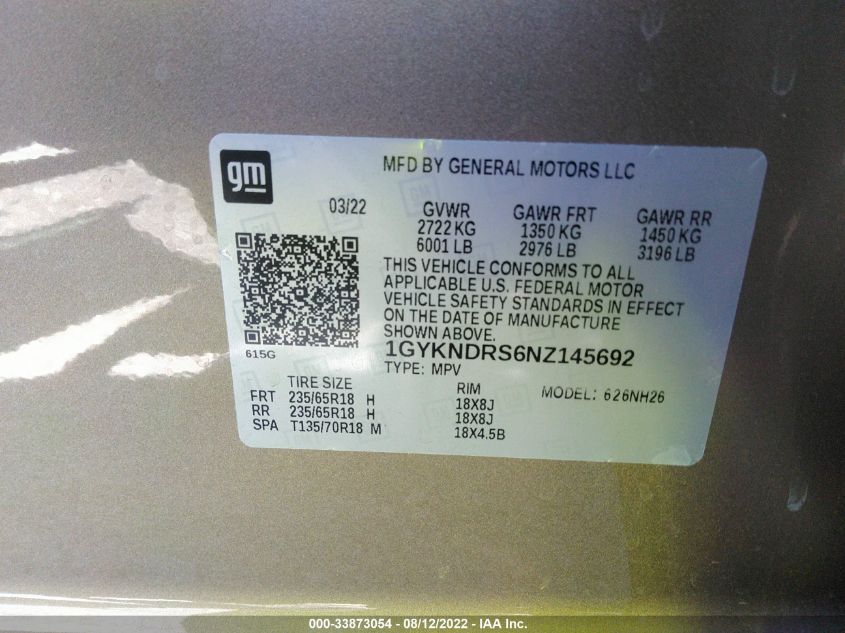 gm
MFD BY GENERAL MOTORS LLC
03/22
GVWR GAWR FRT GAWR RR
2722 KG 1350 KG 1450 KG
6001 LB 2976 LB 3196 LB
THIS VEHICLE CONFORMS TO ALL
APPLICABLE U.S. FEDERAL MOTOR
VEHICLE SAFETY STANDARDS IN EFFECT
ON THE DATE OF MANUFACTURE
SHOWN ABOVE.
615G
1GYKNDRS6NZ145692
TYPE: MPV
TIRE SIZE RIM MODEL: 626NH26
FRT 235/65R18 H 18X8J
RR 235/65R18 H 18X8J
SPA T135/70R18 M 18X4.5B
000-33873054 - 08/12/2022 - IAA Inc.